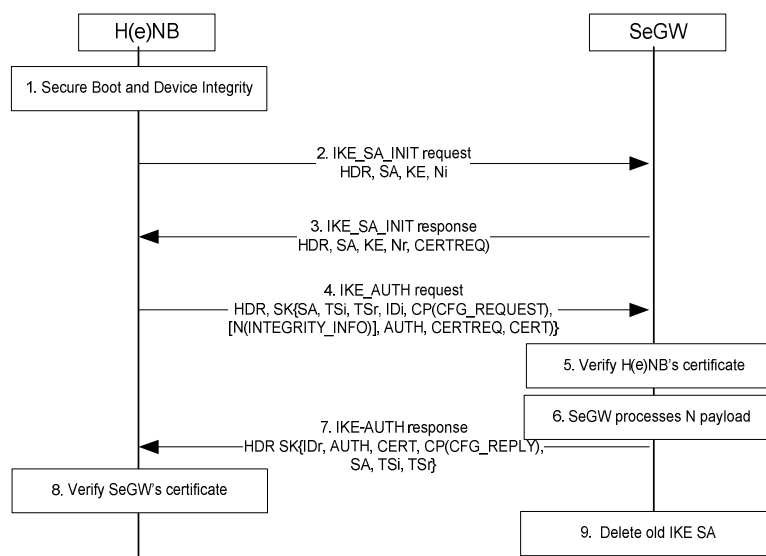 H(e)NB
SeGW
1. Secure Boot and Device Integrity
2. IKE_SA_INIT request
HDR, SA, KE, Ni
3. IKE_SA_INIT response
HDR, SA, KE, Nr, CERTREQ)
4. IKE_AUTH request
HDR, SK{SA, TSi, TSr, IDi, CP(CFG_REQUEST),
[N(INTEGRITY_INFO)], AUTH, CERTREQ, CERT)}
5. Verify H(e)NB's certificate
6. SeGW processes N payload
7. IKE-AUTH response
HDR SK{IDr, AUTH, CERT, CP(CFG_REPLY),
SA, TSi, TSr}
8. Verify SeGW's certificate
9. Delete old IKE SA